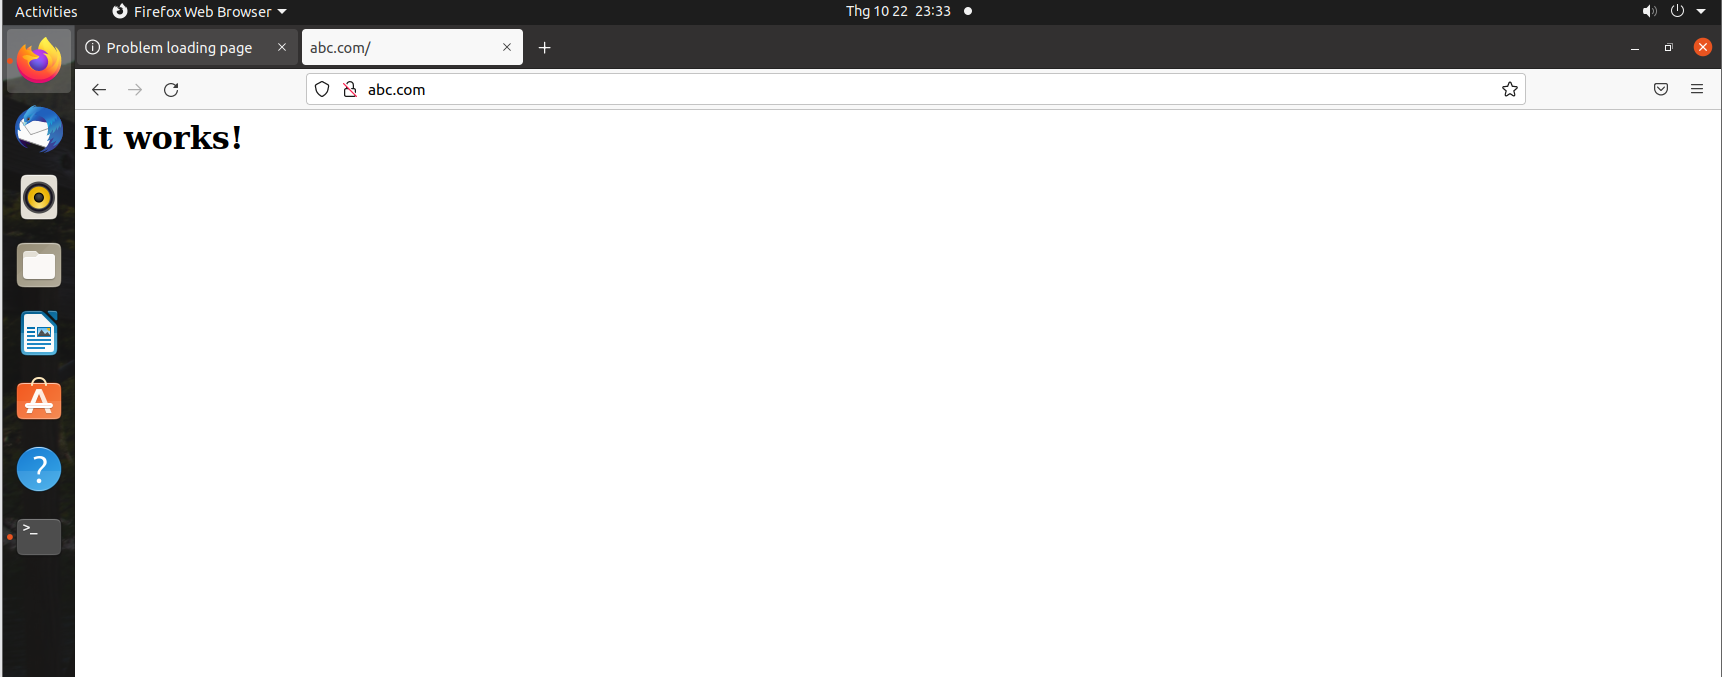 Activities Firefox Web Browser Thg 10 22 23:33
Problem loading page abc.com/
abc.com
It works!